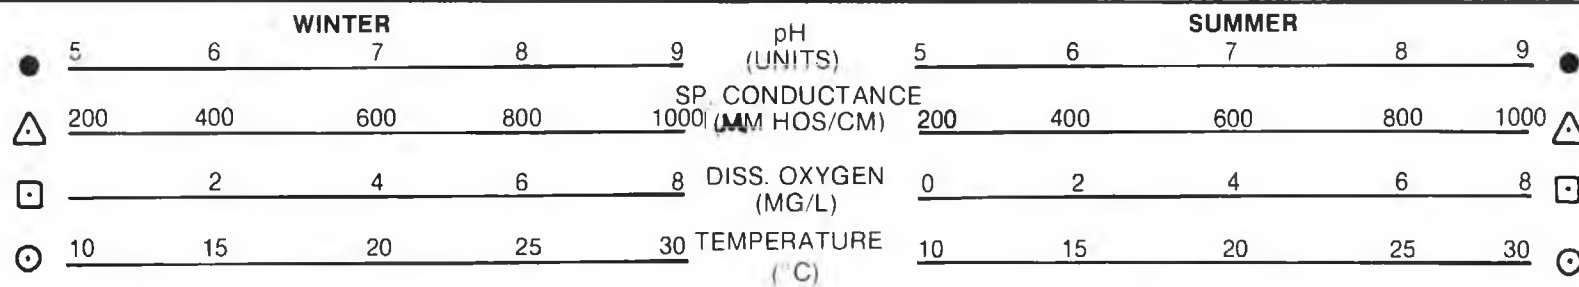 WINTER pH SUMMER
5 6 7 8 9 (UNITS) 5 6 7 8 9
SP. CONDUCTANCE
200 400 600 800 1000 (MM HOS/CM) 200 400 600 800 1000
2 4 6 8 DISS. OXYGEN 0 2 4 6 8
(MG/L)
10 15 20 25 30 TEMPERATURE 10 15 20 25 30
(°C)